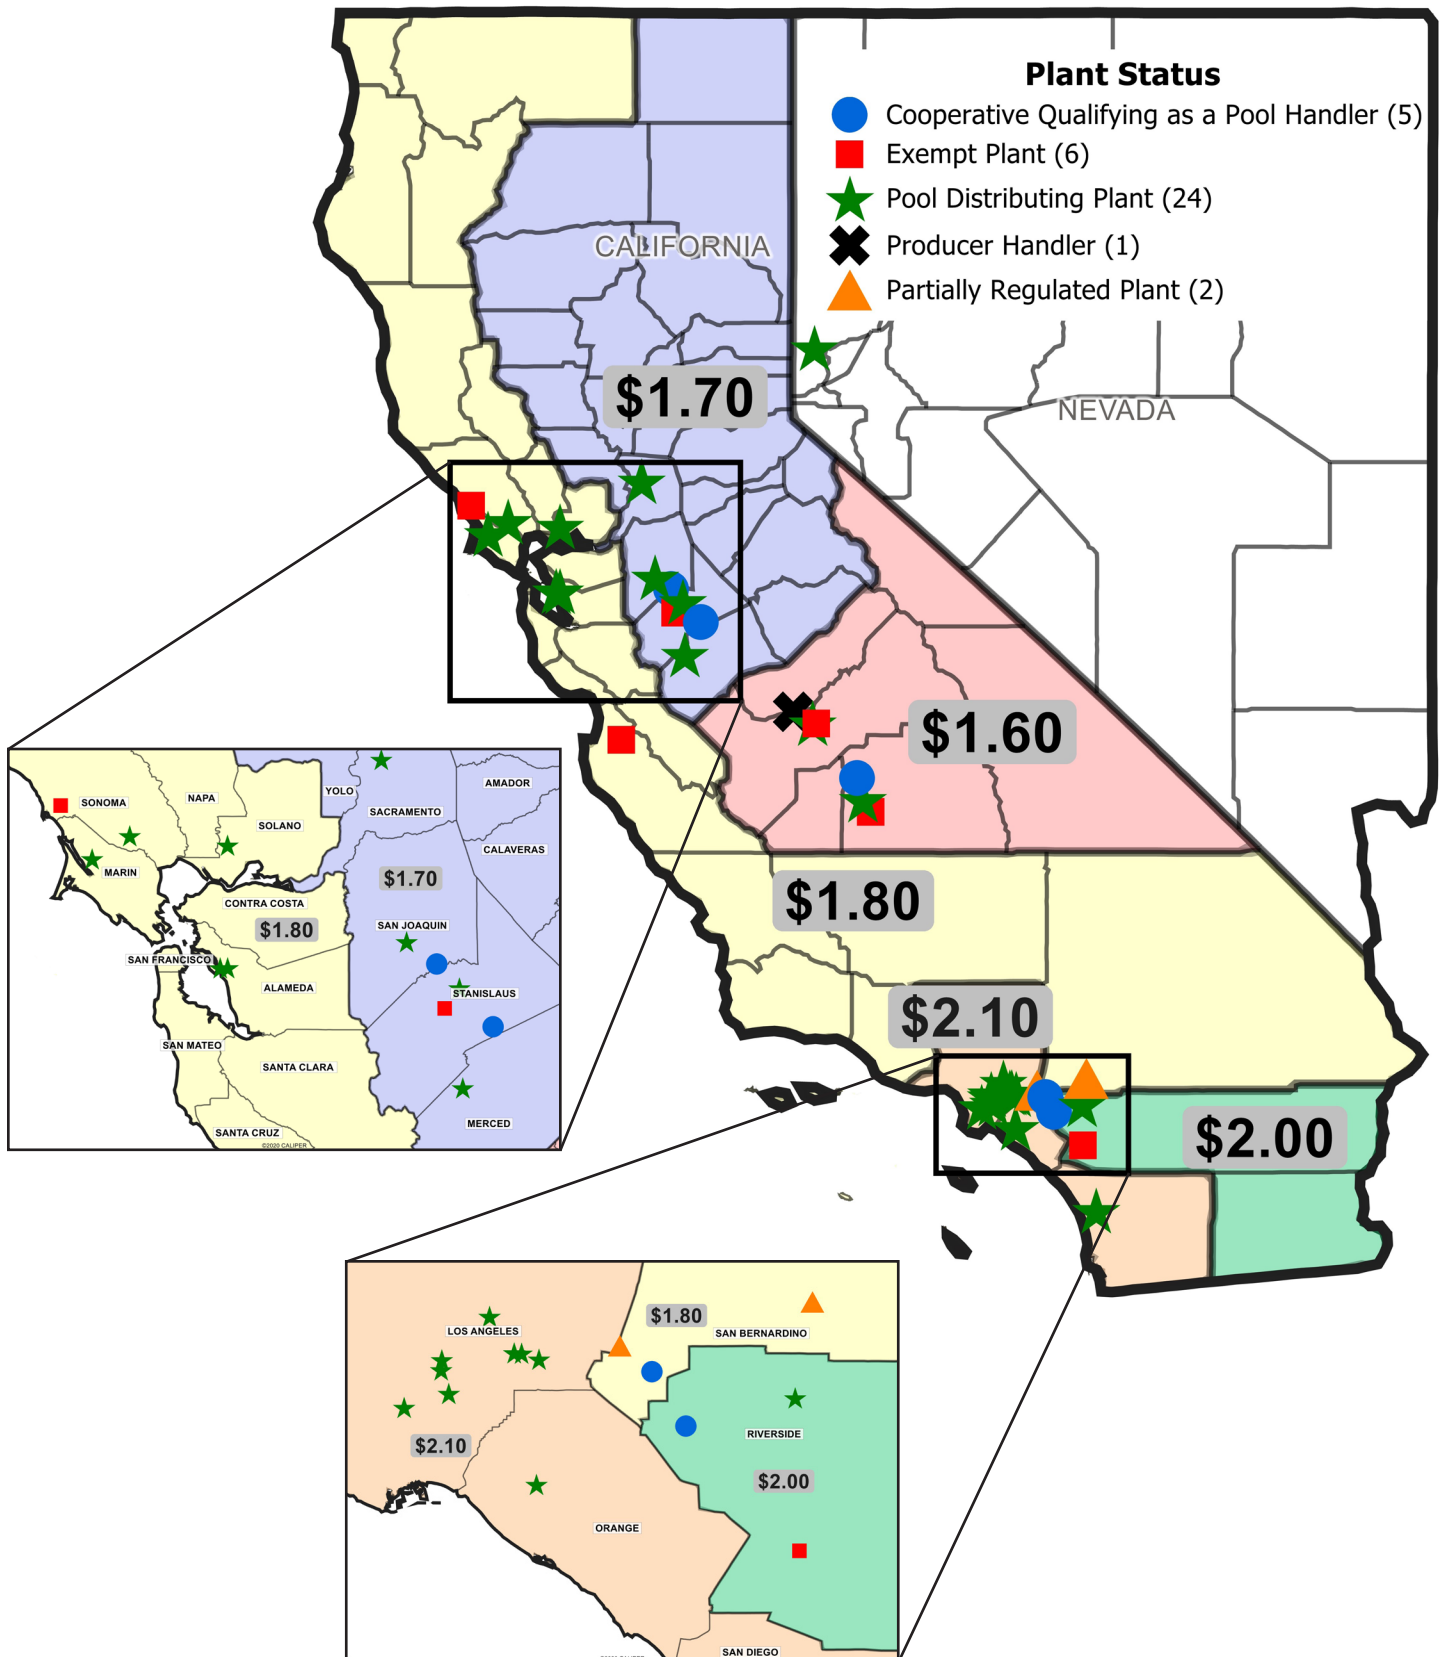 Plant Status
Cooperative Qualifying as a Pool Handler (5)
Exempt Plant (6)
Pool Distributing Plant (24)
Producer Handler (1)
Partially Regulated Plant (2)
CALIFORNIA
NEVADA
$1.70
$1.60
$1.80
$2.10
$2.00
YOLO
AMADOR
SONOMA
NAPA
SACRAMENTO
SOLANO
CALAVERAS
MARIN
$1.70
CONTRA COSTA
$1.80
SAN JOAQUIN
SAN FRANCISCO
ALAMEDA
STANISLAUS
SAN MATEO
SANTA CLARA
MERCED
SANTA CRUZ
©2020 CALIPER
$1.80
LOS ANGELES
SAN BERNARDINO
RIVERSIDE
$2.10
$2.00
ORANGE
SAN DIEGO